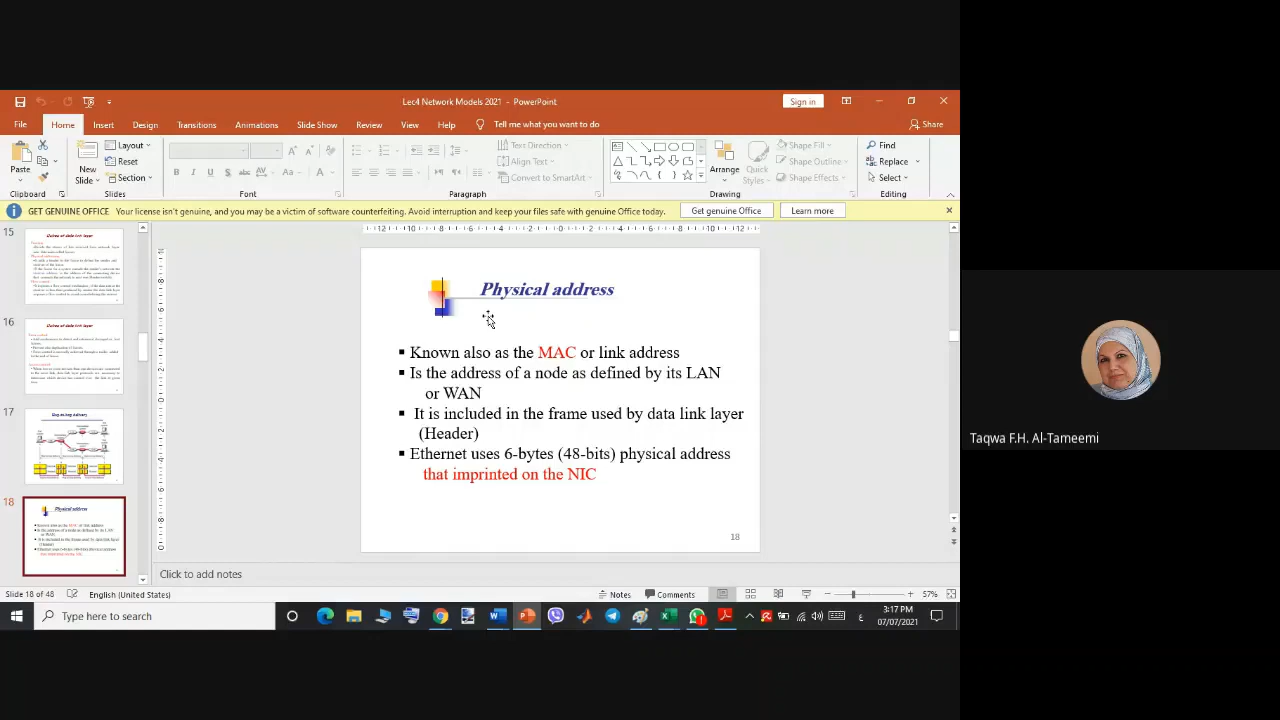 Lec4 Network Models 2021 - PowerPoint
Sign in
File Home Insert Design Transitions Animations Slide Show Review View Help Tell me what you want to do Share
Paste
New Slide
Layout
Reset
Section
Text Direction
Align Text
Convert to SmartArt
Arrange
Quick Styles
Shape Fill
Shape Outline
Shape Effects
Find
Replace
Select
Clipboard Slides Font Paragraph Drawing Editing
GET GENUINE OFFICE Your license isn't genuine, and you may be a victim of software counterfeiting. Avoid interruption and keep your files safe with genuine Office today. Get genuine Office Learn more
15
16
17
18
Physical address
Known also as the MAC or link address
Is the address of a node as defined by its LAN
or WAN
It is included in the frame used by data link layer
(Header)
Ethernet uses 6-bytes (48-bits) physical address
that imprinted on the NIC
18
Click to add notes
Slide 18 of 48 English (United States) Notes Comments 57%
Type here to search
3:17 PM
07/07/2021
ع
Taqwa F.H. Al-Tameemi